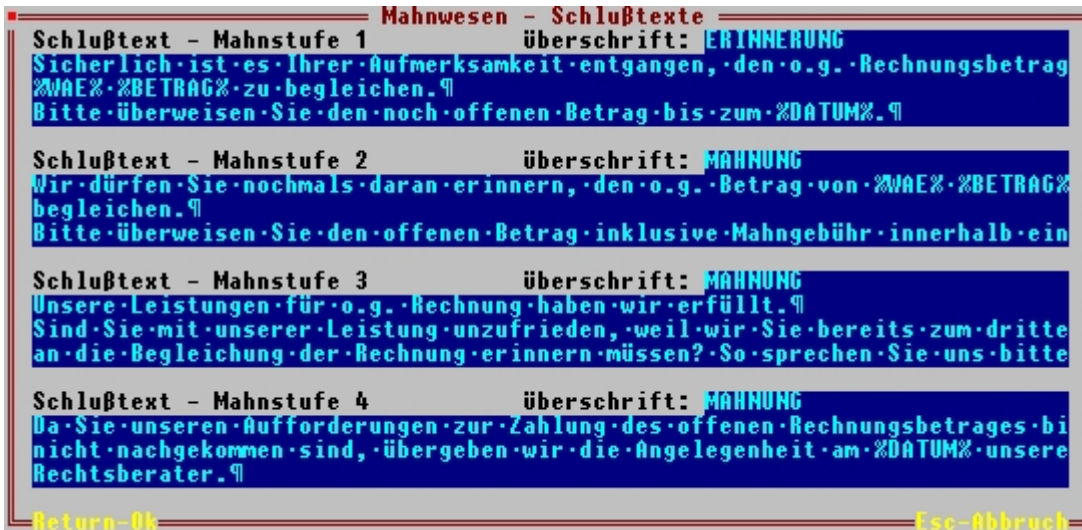 Mahnwesen - Schlußtexte
Schlußtext - Mahnstufe 1 überschrift: ERINNERUNG
Sicherlich·ist·es·Ihrer·Aufmerksamkeit·entgangen,·den·o.g.·Rechnungsbetrag
%WAE%·%BETRAG%·zu·begleichen.¶
Bitte·überweisen·Sie·den·noch·offenen·Betrag·bis·zum·%DATUM%.¶
Schlußtext - Mahnstufe 2 überschrift: MAHNUNG
Wir·dürfen·Sie·nochmals·daran·erinnern,·den·o.g.·Betrag·von·%WAE%·%BETRAG%
begleichen.¶
Bitte·überweisen·Sie·den·offenen·Betrag·inklusive·Mahngebühr·innerhalb·ein
Schlußtext - Mahnstufe 3 überschrift: MAHNUNG
Unsere·Leistungen·für·o.g.·Rechnung·haben·wir·erfüllt.¶
Sind·Sie·mit·unserer·Leistung·unzufrieden,·weil·wir·Sie·bereits·zum·dritte
an·die·Begleichung·der·Rechnung·erinnern·müssen?·So·sprechen·Sie·uns·bitte
Schlußtext - Mahnstufe 4 überschrift: MAHNUNG
Da·Sie·unseren·Aufforderungen·zur·Zahlung·des·offenen·Rechnungsbetrages·bi
nicht·nachgekommen·sind,·übergeben·wir·die·Angelegenheit·am·%DATUM%·unsere
Rechtsberater.¶
Return-Ok Esc-Abbruch